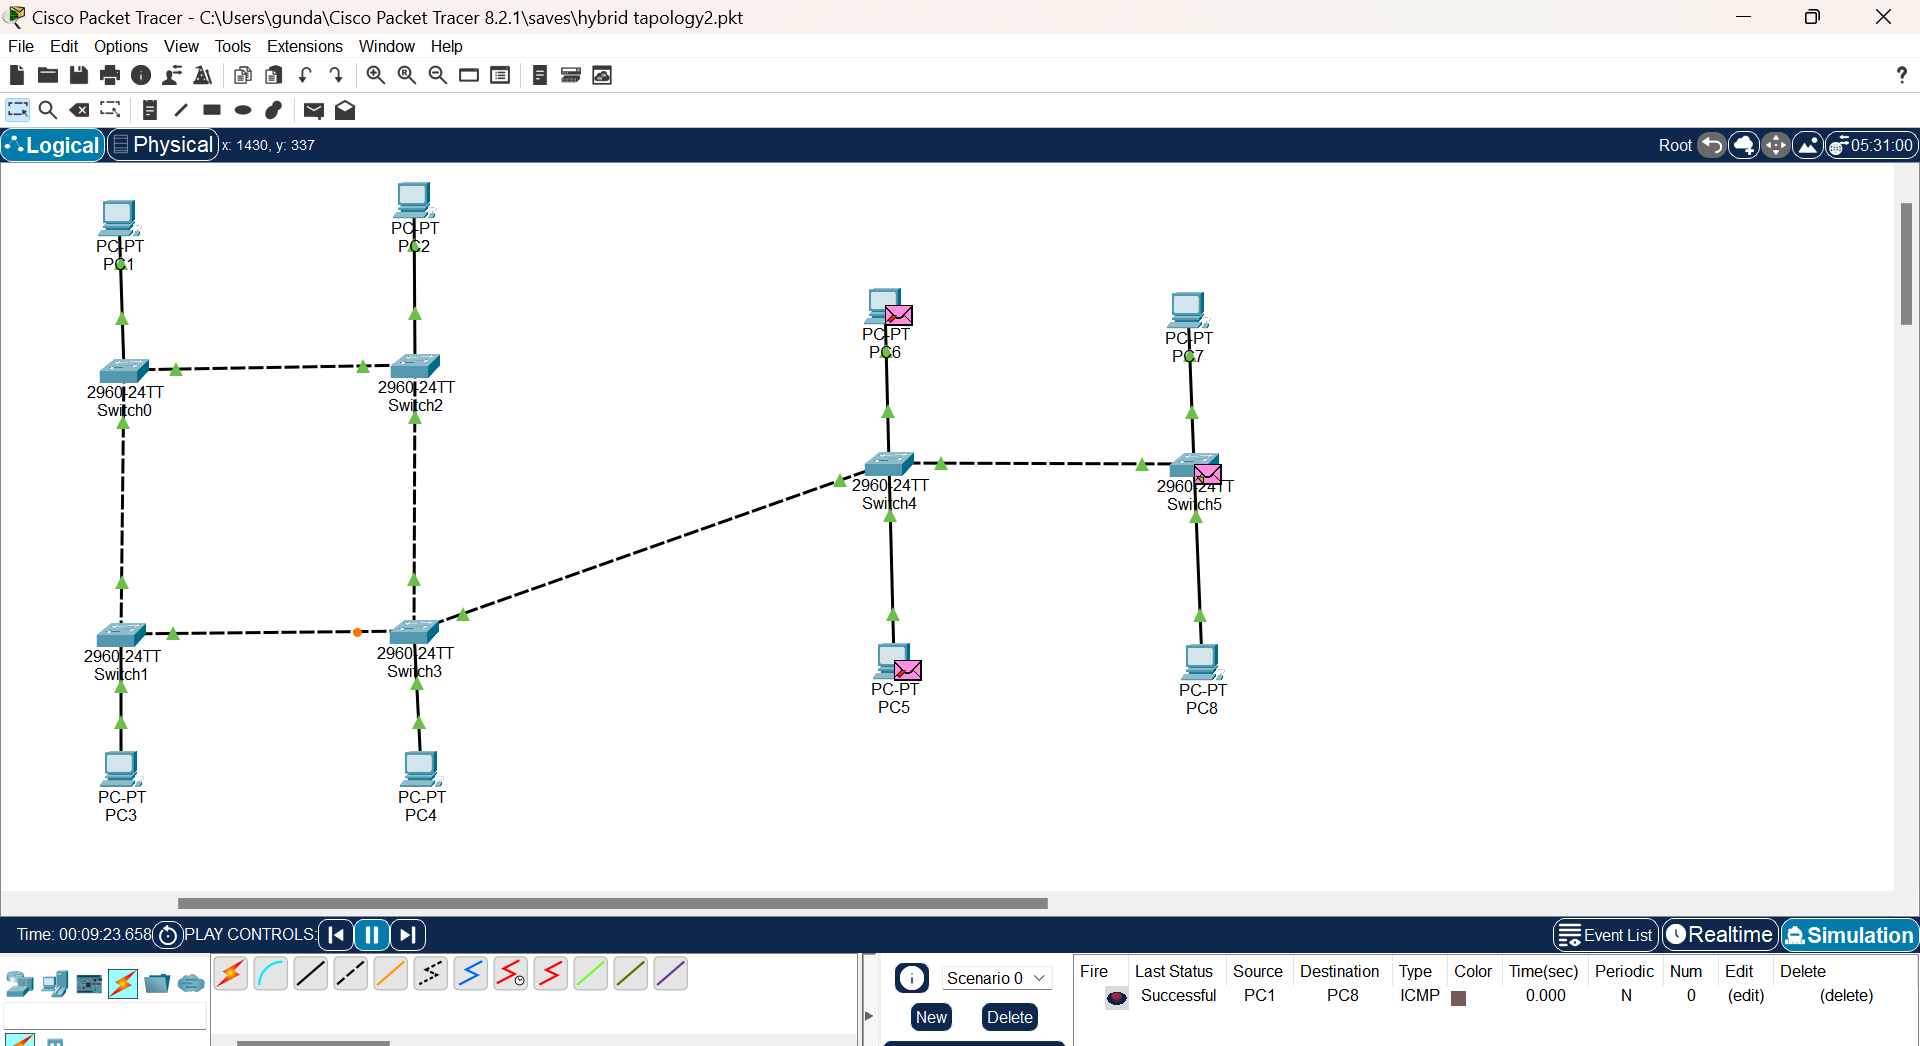 Cisco Packet Tracer - C:\Users\gunda\Cisco Packet Tracer 8.2.1\saves\hybrid tapology2.pkt
File Edit Options View Tools Extensions Window Help
?
Logical Physical x: 1430, y: 337 Root 05:31:00
PC-PT
PC1
PC-PT
PC2
PC-PT
PC6
PC-PT
PC7
2960-24TT
Switch0
2960-24TT
Switch2
2960-24TT
Switch4
2960-24TT
Switch5
2960-24TT
Switch1
2960-24TT
Switch3
PC-PT
PC5
PC-PT
PC8
PC-PT
PC3
PC-PT
PC4
Time: 00:09:23.658 PLAY CONTROLS: Event List Realtime Simulation
Scenario 0
New Delete
Fire Last Status Source Destination Type Color Time(sec) Periodic Num Edit Delete
Successful PC1 PC8 ICMP 0.000 N 0 (edit) (delete)